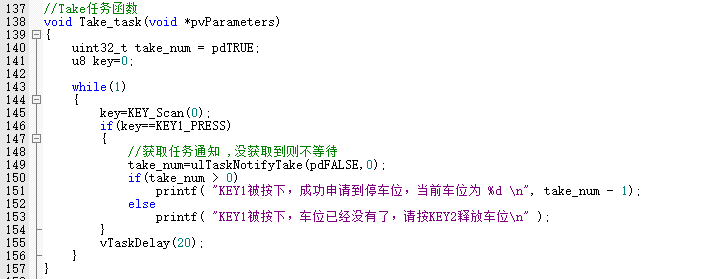 137 //Take任务函数
138 void Take_task(void *pvParameters)
139 {
140 uint32_t take_num = pdTRUE;
141 u8 key=0;
142
143 while(1)
144 {
145 key=KEY_Scan(0);
146 if(key==KEY1_PRESS)
147 {
148 //获取任务通知 ,没获取到则不等待
149 take_num=ulTaskNotifyTake(pdFALSE,0);
150 if(take_num > 0)
151 printf( "KEY1被按下，成功申请到停车位，当前车位为 %d \n", take_num - 1);
152 else
153 printf( "KEY1被按下，车位已经没有了，请按KEY2释放车位\n" );
154 }
155 vTaskDelay(20);
156 }
157 }